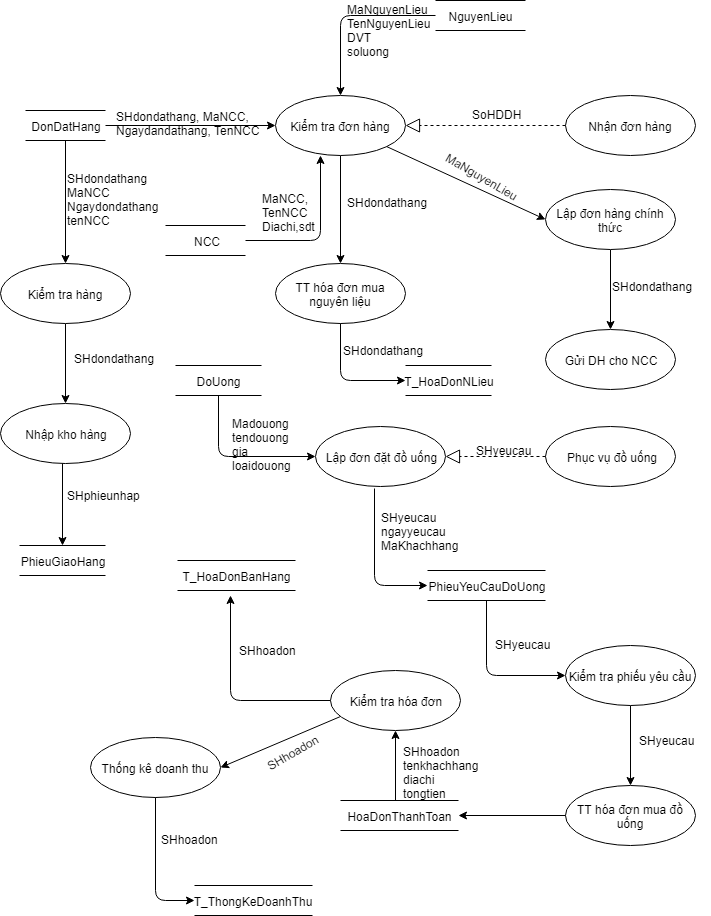 MaNguyenLieu
TenNguyenLieu
DVT
soluong
NguyenLieu
DonDatHang
SHdondathang, MaNCC,
Ngaydandathang, TenNCC
Kiểm tra đơn hàng
SoHDDH
Nhận đơn hàng
SHdondathang
MaNCC
Ngaydondathang
tenNCC
MaNCC,
TenNCC
Diachi,sdt
NCC
SHdondathang
MaNguyenLieu
Lập đơn hàng chính
thức
Kiểm tra hàng
TT hóa đơn mua
nguyên liệu
SHdondathang
SHdondathang
SHdondathang
Gửi DH cho NCC
DoUong
T_HoaDonNLieu
Nhập kho hàng
Madouong
tendouong
gia
loaidouong
Lập đơn đặt đồ uống
SHyeucau
Phục vụ đồ uống
SHphieunhap
SHyeucau
ngayyeucau
MaKhachhang
PhieuGiaoHang
T_HoaDonBanHang
PhieuYeuCauDoUong
SHhoadon
SHyeucau
Kiểm tra hóa đơn
Kiểm tra phiếu yêu cầu
SHhoadon
SHhoadon
tenkhachhang
diachi
tongtien
SHyeucau
Thống kê doanh thu
HoaDonThanhToan
TT hóa đơn mua đồ
uống
SHhoadon
T_ThongKeDoanhThu